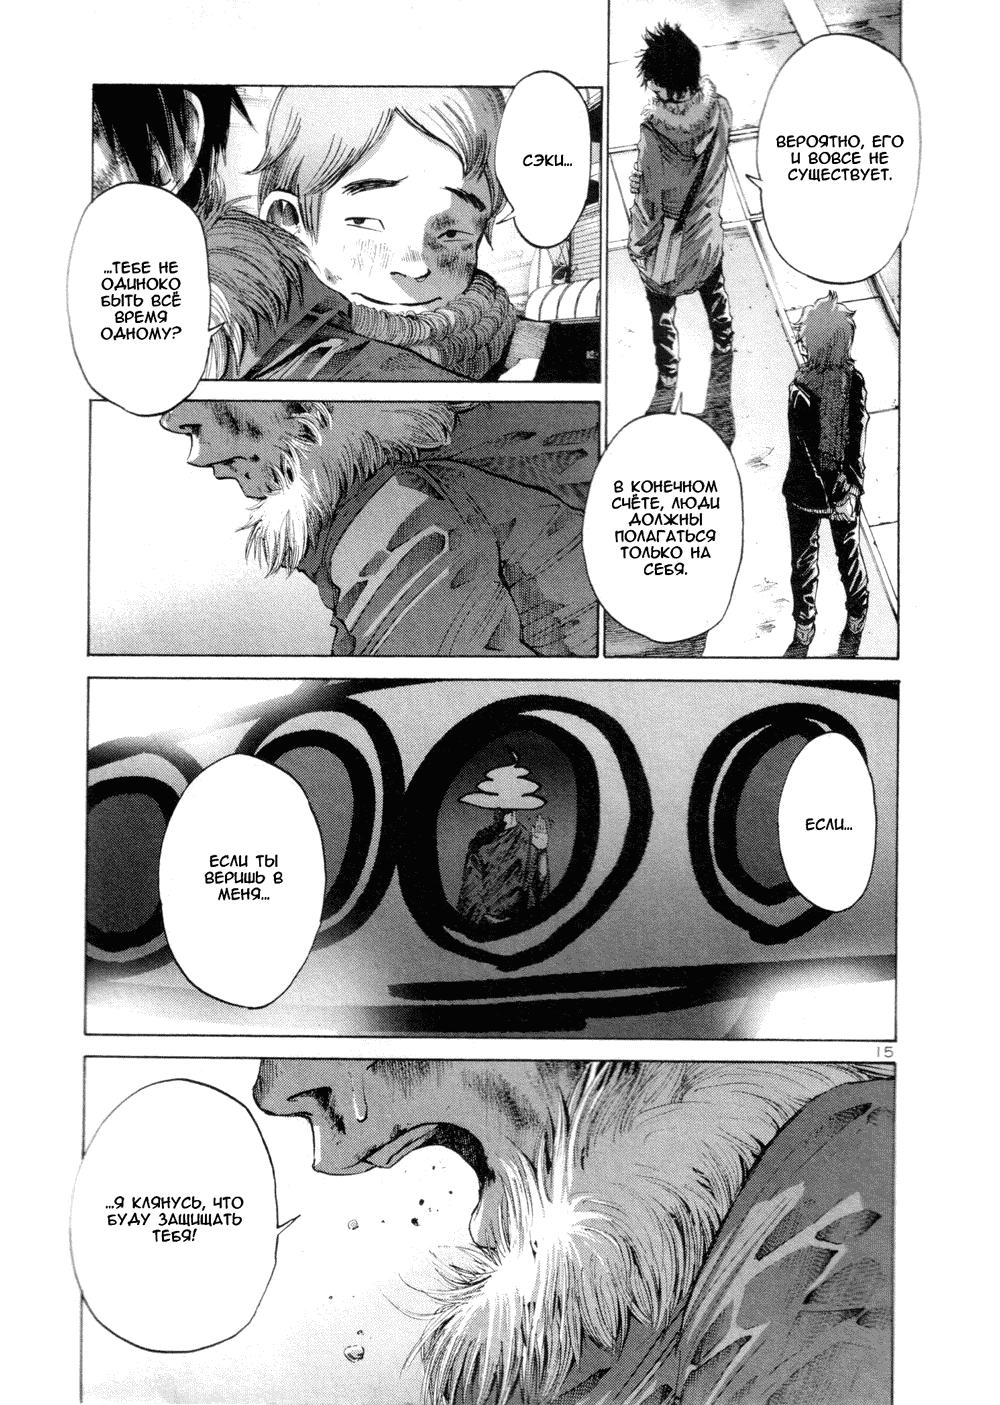 ВЕРОЯТНО, ЕГО
И ВОВСЕ НЕ
СУЩЕСТВУЕТ.
В КОНЕЧНОМ
СЧЁТЕ, ЛЮДИ
ДОЛЖНЫ
ПОЛАГАТЬСЯ
ТОЛЬКО НА
СЕБЯ.
СЭКИ...
...ТЕБЕ НЕ
ОДИНОКО
БЫТЬ ВСЁ
ВРЕМЯ
ОДНОМУ?
ЕСЛИ...
ЕСЛИ ТЫ
ВЕРИШЬ В
МЕНЯ...
15
...Я КЛЯНУСЬ, ЧТО
БУДУ ЗАЩИЩАТЬ
ТЕБЯ!